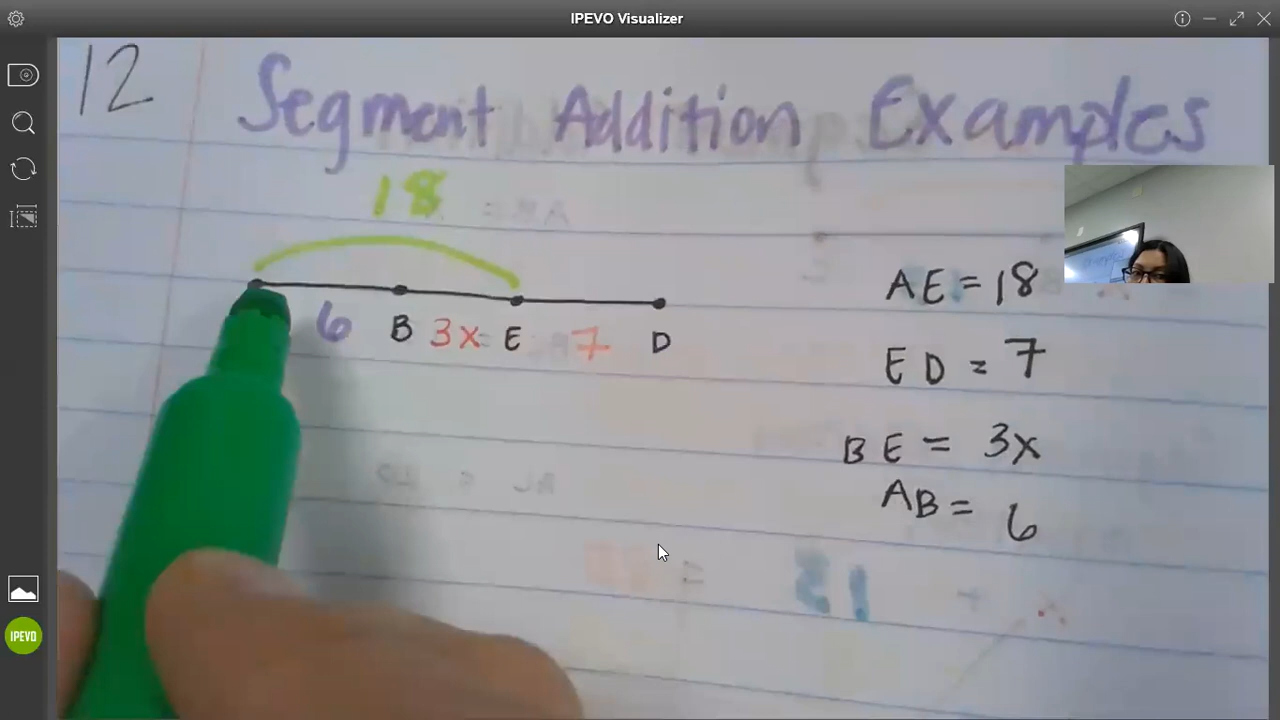 IPEVO Visualizer
12 Segment Addition Examples
18
6 B 3x E 7 D
AE = 18
ED = 7
BE = 3x
AB = 6
IPEVO